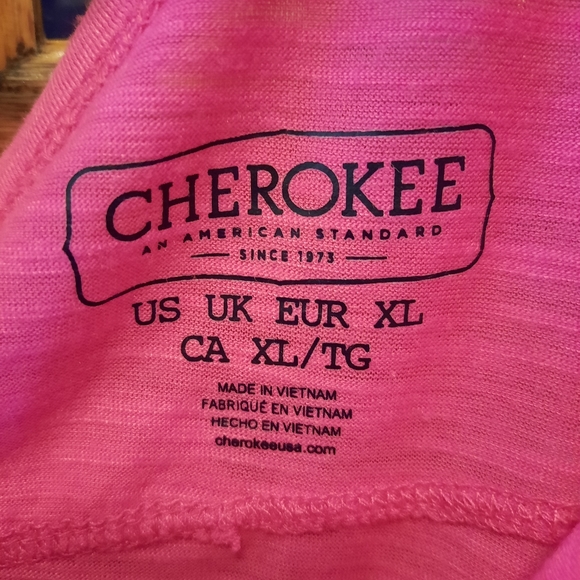 CHEROKEE
AN AMERICAN STANDARD
SINCE 1973
US UK EUR XL
CA XL/TG
MADE IN VIETNAM
FABRIQUÉ EN VIETNAM
HECHO EN VIETNAM
cherokeeusa.com